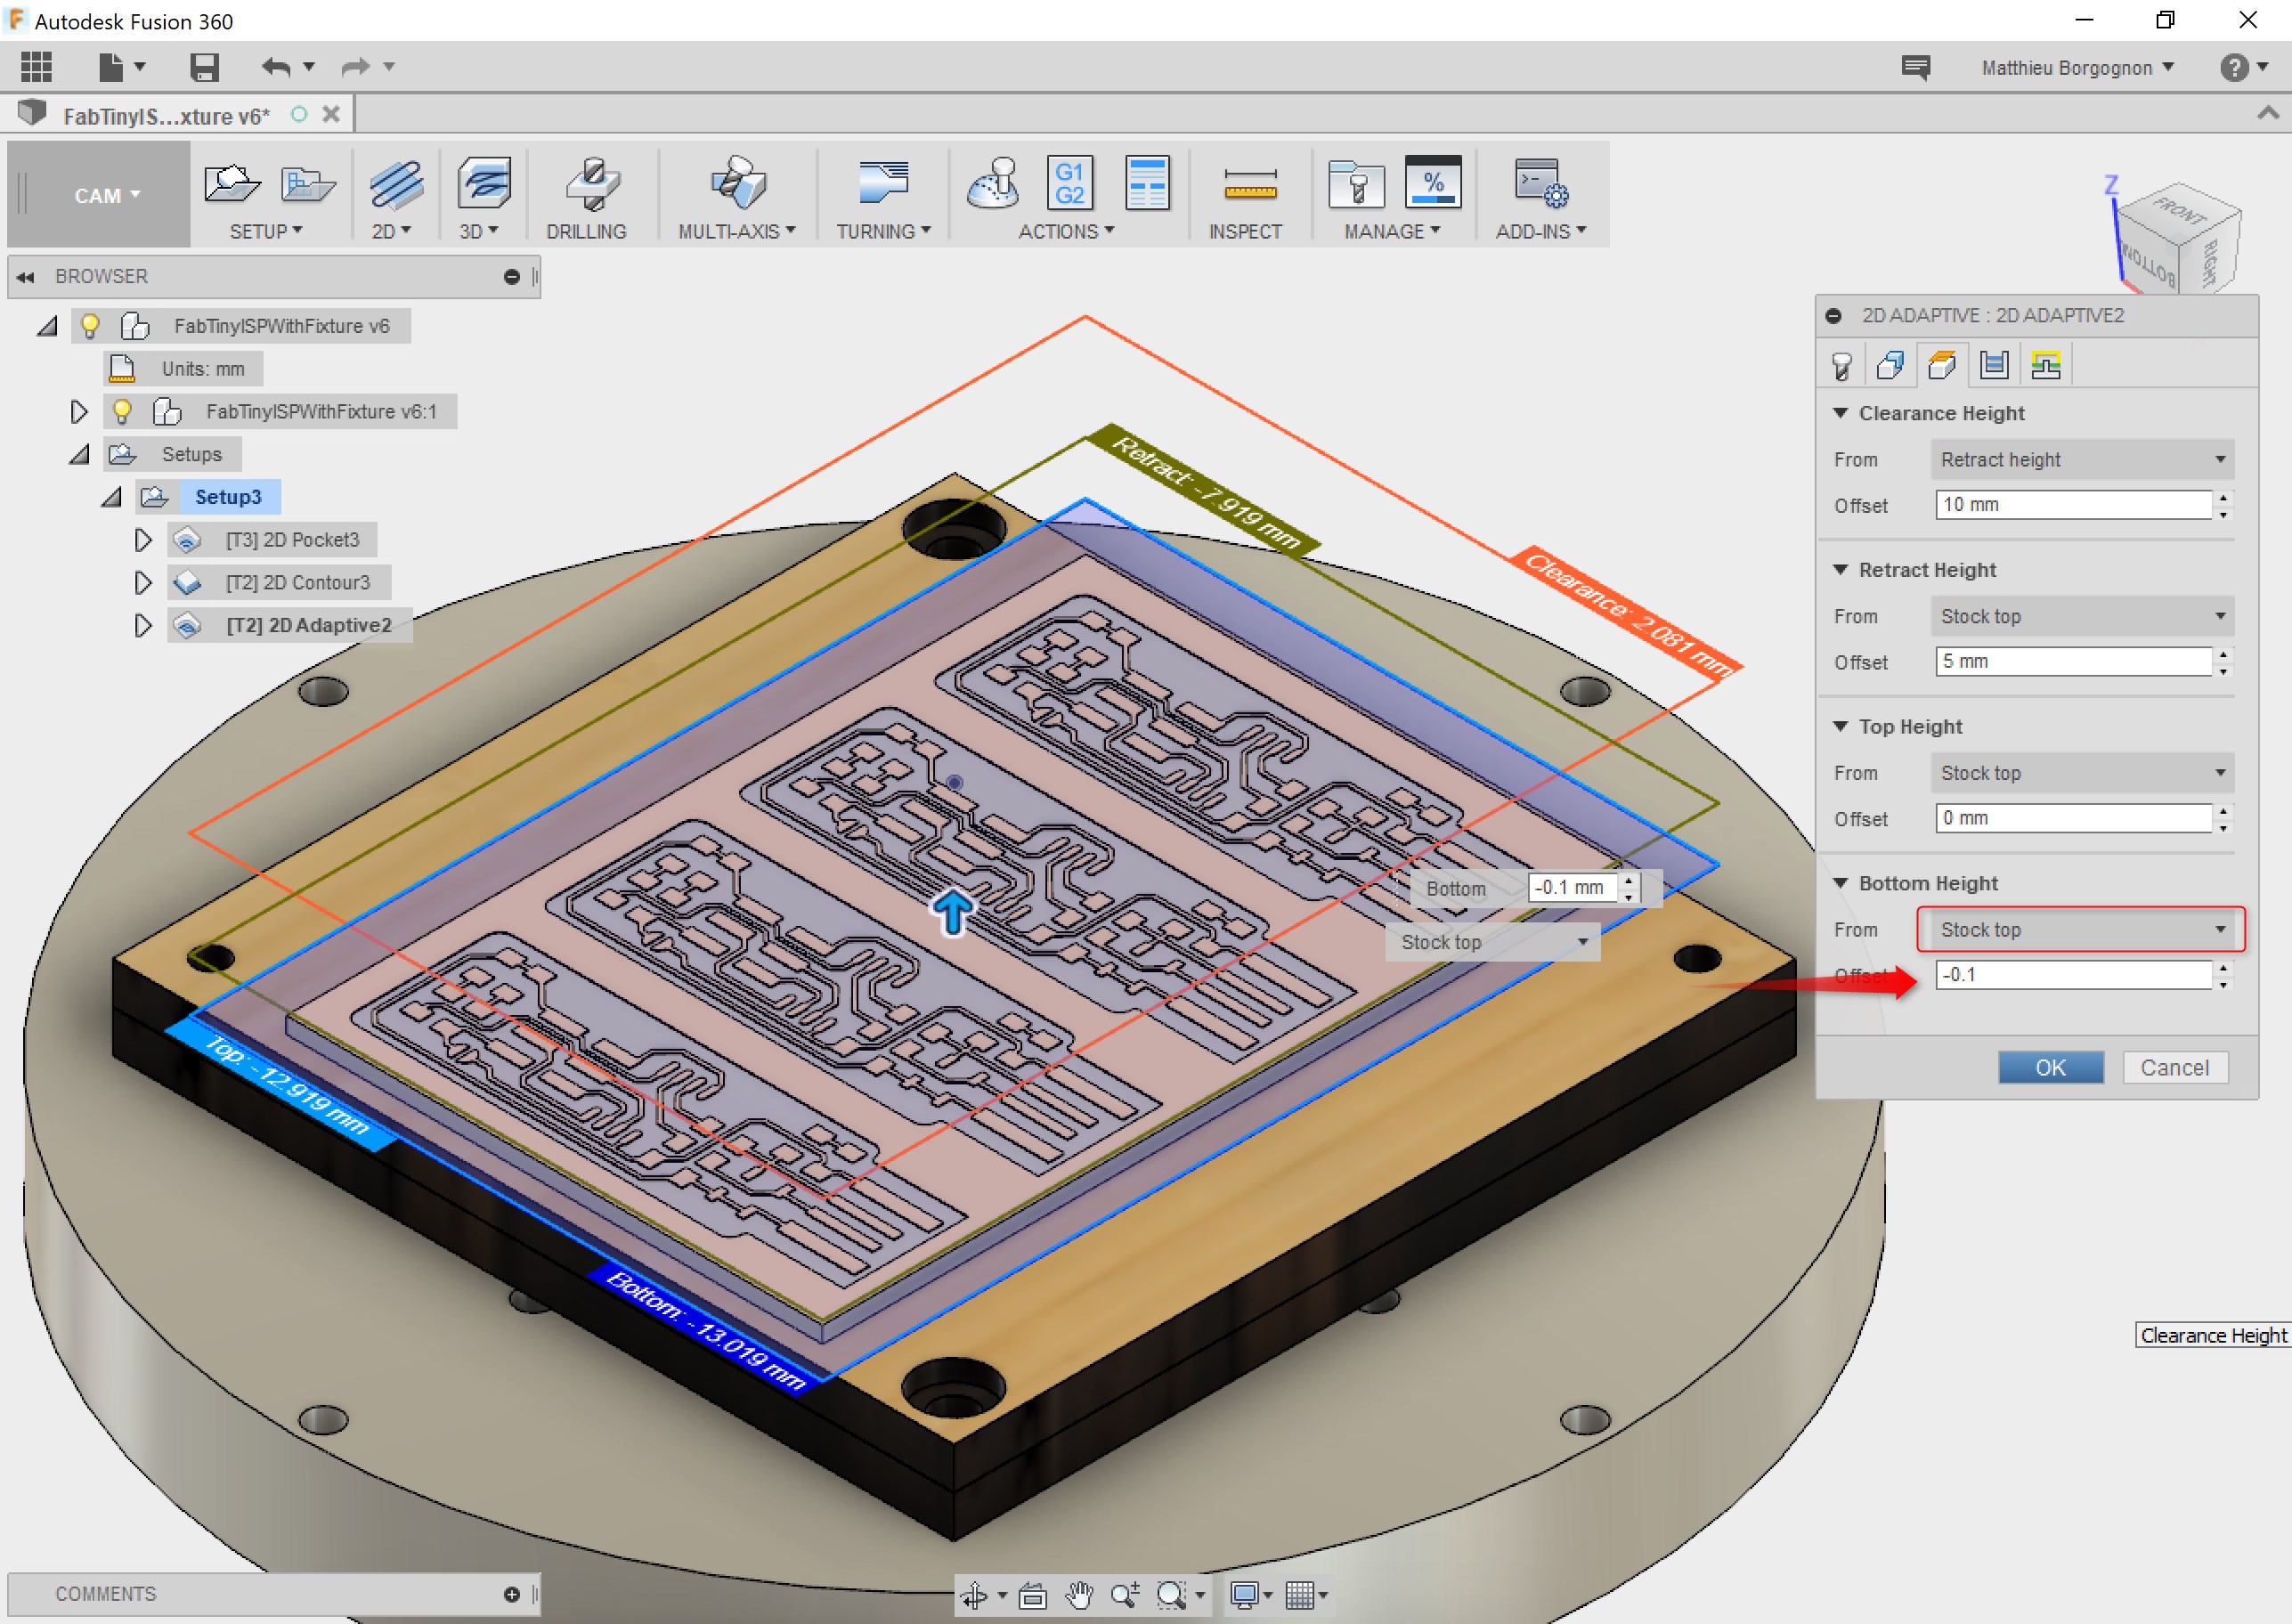 Autodesk Fusion 360
Matthieu Borgognon
?
FabTinyIS...xture v6*
CAM
G1
G2
%
SETUP
2D
3D
DRILLING
MULTI-AXIS
TURNING
ACTIONS
INSPECT
MANAGE
ADD-INS
Z
FRONT
BOTTOM
RIGHT
BROWSER
FabTinyISPWithFixture v6
Units: mm
FabTinyISPWithFixture v6:1
Setups
Setup3
[T3] 2D Pocket3
[T2] 2D Contour3
[T2] 2D Adaptive2
Retract: -7.919 mm
Clearance: 2.081 mm
Top: -12.919 mm
Bottom: -13.019 mm
Bottom -0.1 mm
Stock top
2D ADAPTIVE : 2D ADAPTIVE2
Clearance Height
From Retract height
Offset 10 mm
Retract Height
From Stock top
Offset 5 mm
Top Height
From Stock top
Offset 0 mm
Bottom Height
From Stock top
Offset -0.1
OK Cancel
Clearance Height
COMMENTS